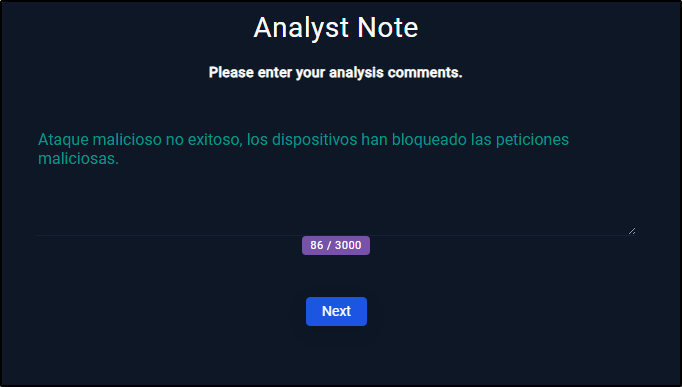 Analyst Note
Please enter your analysis comments.
Ataque malicioso no exitoso, los dispositivos han bloqueado las peticiones
maliciosas.
86 / 3000
Next